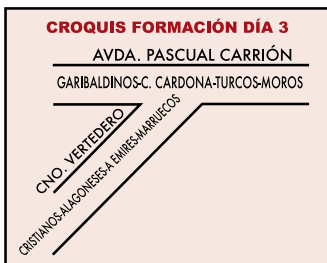 CROQUIS FORMACIÓN DÍA 3
AVDA. PASCUAL CARRIÓN
GARIBALDINOS-C. CARDONA-TURCOS-MOROS
CNO. VERTEDERO
CRISTIANOS-ALAGONESES-A EMIRES-MARRUECOS